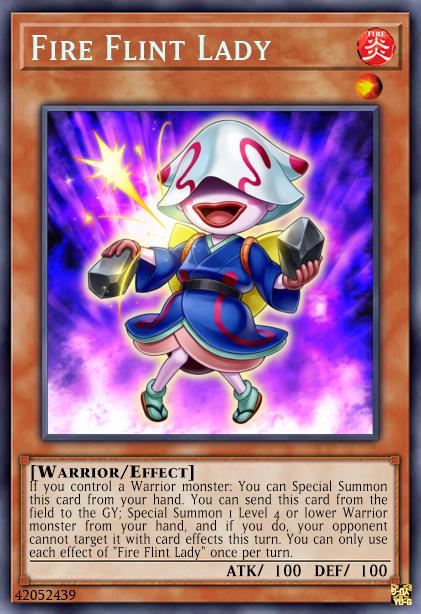 Fire Flint Lady
FIRE
炎
[Warrior/Effect]
If you control a Warrior monster: You can Special Summon
this card from your hand. You can send this card from the
field to the GY; Special Summon 1 Level 4 or lower Warrior
monster from your hand, and if you do, your opponent
cannot target it with card effects this turn. You can only use
each effect of "Fire Flint Lady" once per turn.
ATK/ 100 DEF/ 100
42052439